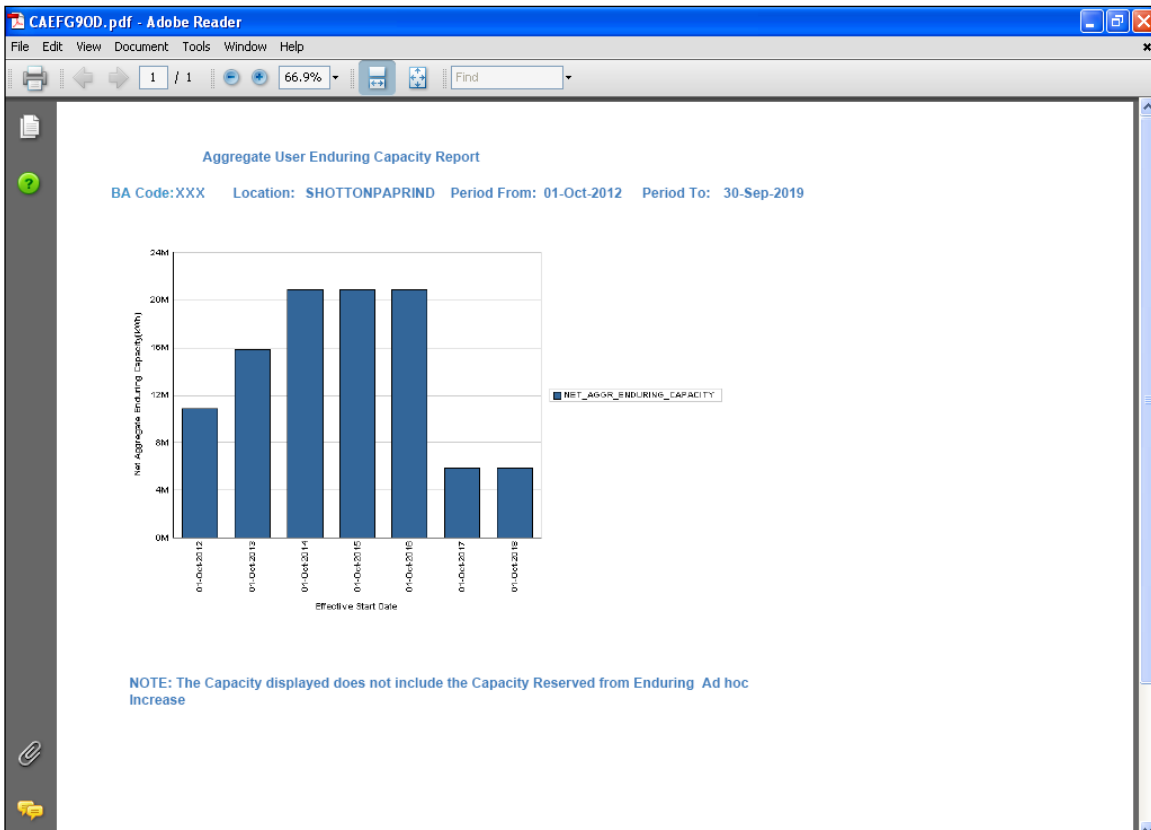 CAEFG9OD.pdf - Adobe Reader
File Edit View Document Tools Window Help
1 / 1 66.9% Find
Aggregate User Enduring Capacity Report
BA Code:XXX Location: SHOTTONPAPRIND Period From: 01-Oct-2012 Period To: 30-Sep-2019
24M
20M
16M
12M
8M
4M
0M
Net Aggregate Enduring Capacity(kWh)
01-Oct-2012
01-Oct-2013
01-Oct-2014
01-Oct-2015
01-Oct-2016
01-Oct-2017
01-Oct-2018
Effective Start Date
NET_AGGR_ENDURING_CAPACITY
NOTE: The Capacity displayed does not include the Capacity Reserved from Enduring Ad hoc
Increase